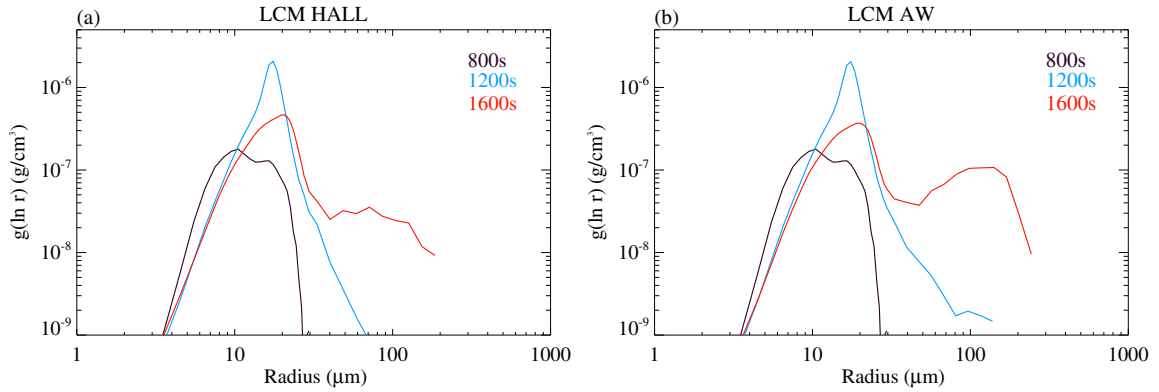 (a) LCM HALL
800s
1200s
1600s
g(ln r) (g/cm³)
10⁻⁶
10⁻⁷
10⁻⁸
10⁻⁹
1 10 100 1000
Radius (μm)
(b) LCM AW
800s
1200s
1600s
g(ln r) (g/cm³)
10⁻⁶
10⁻⁷
10⁻⁸
10⁻⁹
1 10 100 1000
Radius (μm)